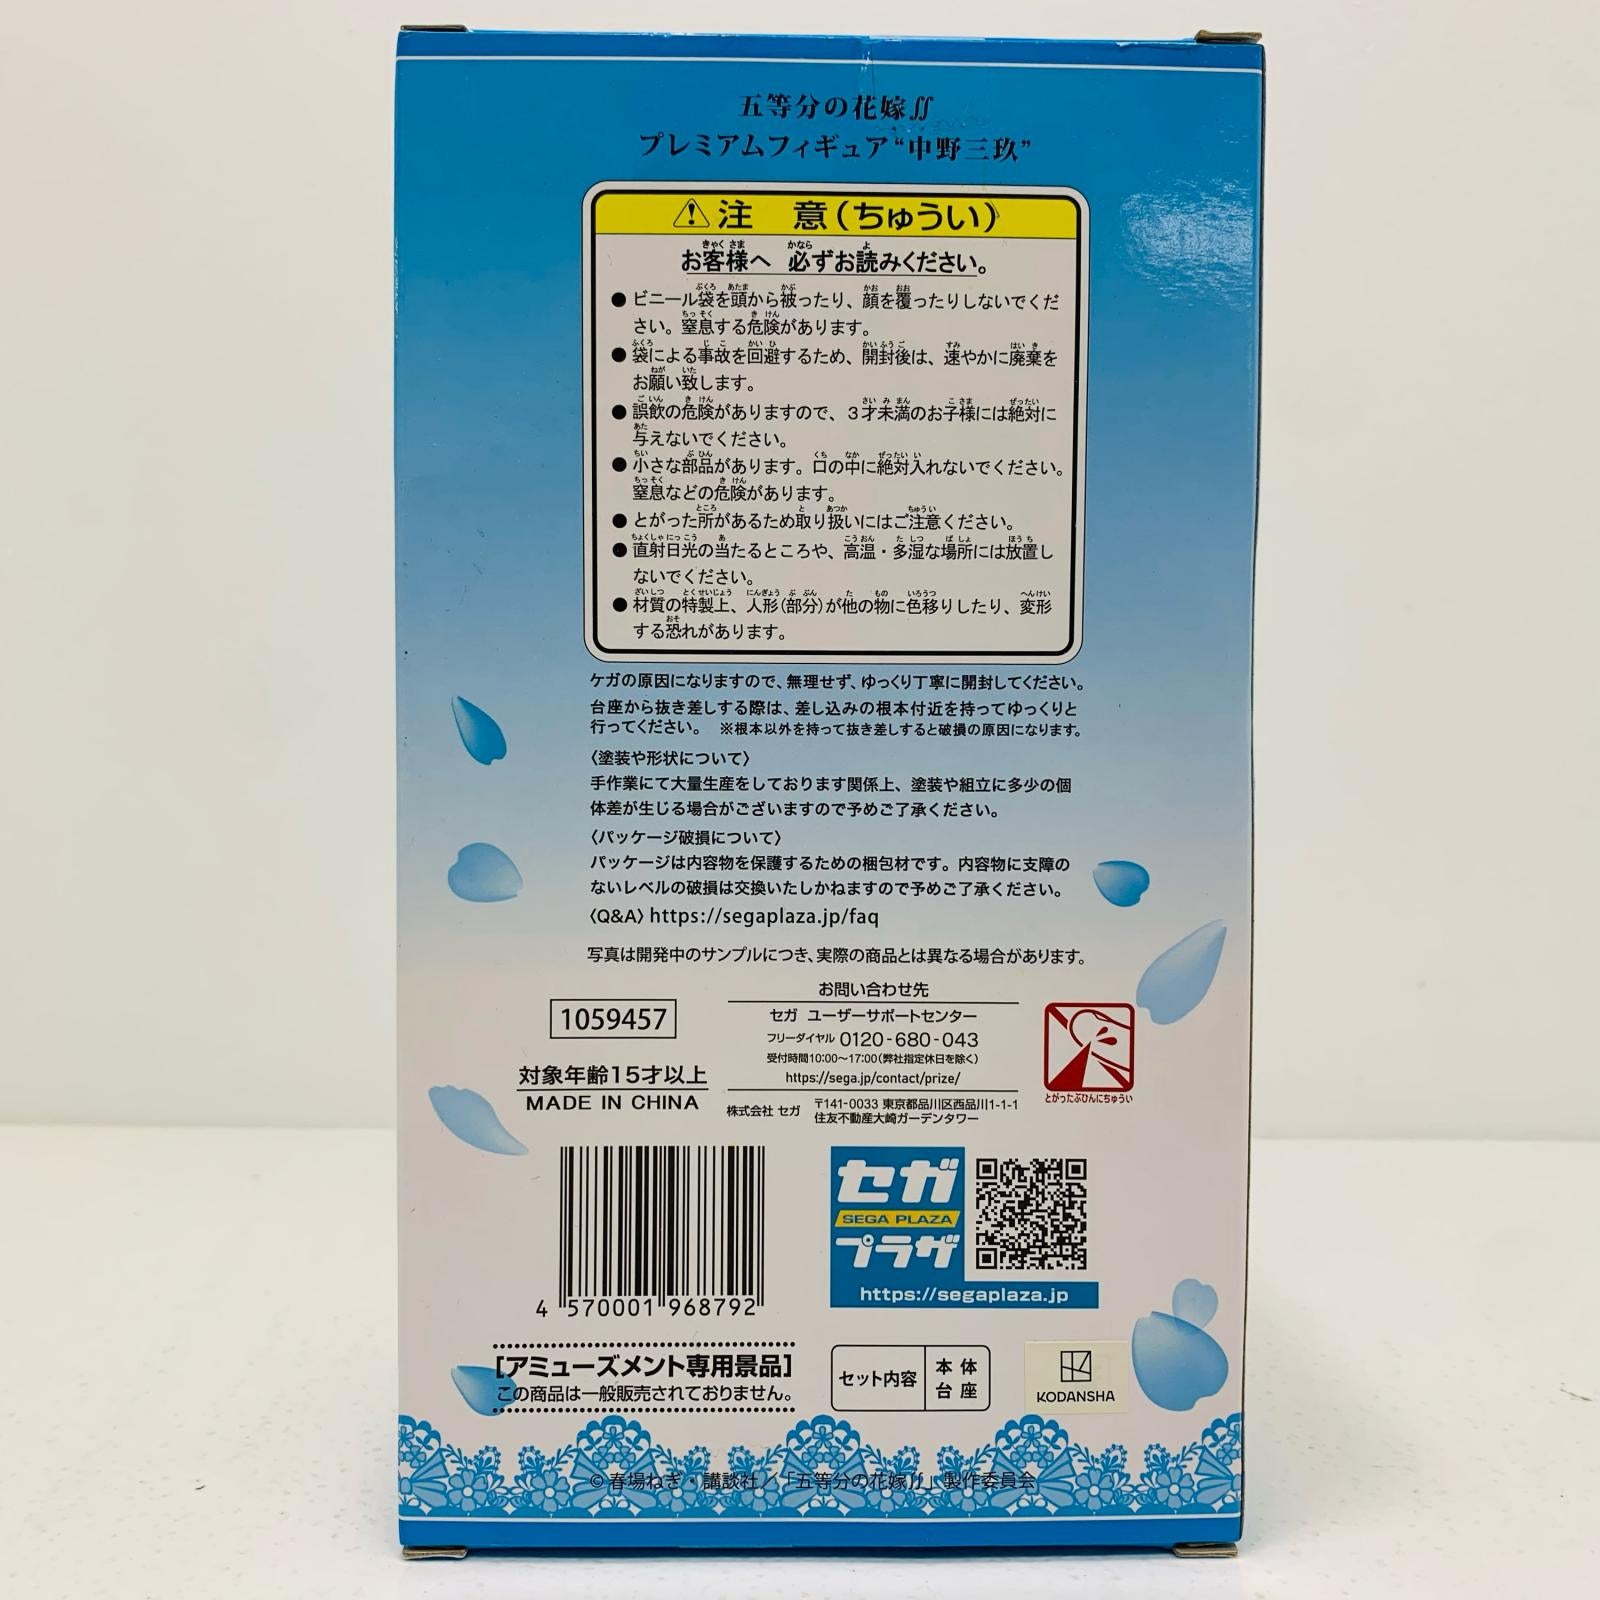 五等分の花嫁∬
プレミアムフィギュア“中野三玖”
⚠注　意（ちゅうい）
お客様へ 必ずお読みください。
●ビニール袋を頭から被ったり、顔を覆ったりしないでくだ
さい。窒息する危険があります。
●袋による事故を回避するため、開封後は、速やかに廃棄を
お願い致します。
●誤飲の危険がありますので、3才未満のお子様には絶対に
与えないでください。
●小さな部品があります。口の中に絶対入れないでください。
窒息などの危険があります。
●とがった所があるため取り扱いにはご注意ください。
●直射日光の当たるところや、高温・多湿な場所には放置し
ないでください。
●材質の特製上、人形（部分）が他の物に色移りしたり、変形
する恐れがあります。
ケガの原因になりますので、無理せず、ゆっくり丁寧に開封してください。
台座から抜き差しする際は、差し込みの根本付近を持ってゆっくりと
行ってください。 ※根本以外を持って抜き差しすると破損の原因になります。
〈塗装や形状について〉
手作業にて大量生産をしております関係上、塗装や組立に多少の個
体差が生じる場合がございますので予めご了承ください。
〈パッケージ破損について〉
パッケージは内容物を保護するための梱包材です。内容物に支障の
ないレベルの破損は交換いたしかねますので予めご了承ください。
〈Q&A〉https://segaplaza.jp/faq
写真は開発中のサンプルにつき、実際の商品とは異なる場合があります。
お問い合わせ先
セガ ユーザーサポートセンター
フリーダイヤル 0120-680-043
受付時間10:00～17:00（弊社指定休日を除く）
https://sega.jp/contact/prize/
株式会社 セガ 〒141-0033 東京都品川区西品川1-1-1
住友不動産大崎ガーデンタワー
1059457
対象年齢15才以上
MADE IN CHINA
とがったぶひんにちゅうい
4 570001 968792
セガ
SEGA PLAZA
プラザ
https://segaplaza.jp
[アミューズメント専用景品]
この商品は一般販売されておりません。
セット内容 本体
台座
KODANSHA
© 春場ねぎ・講談社／「五等分の花嫁∬」製作委員会